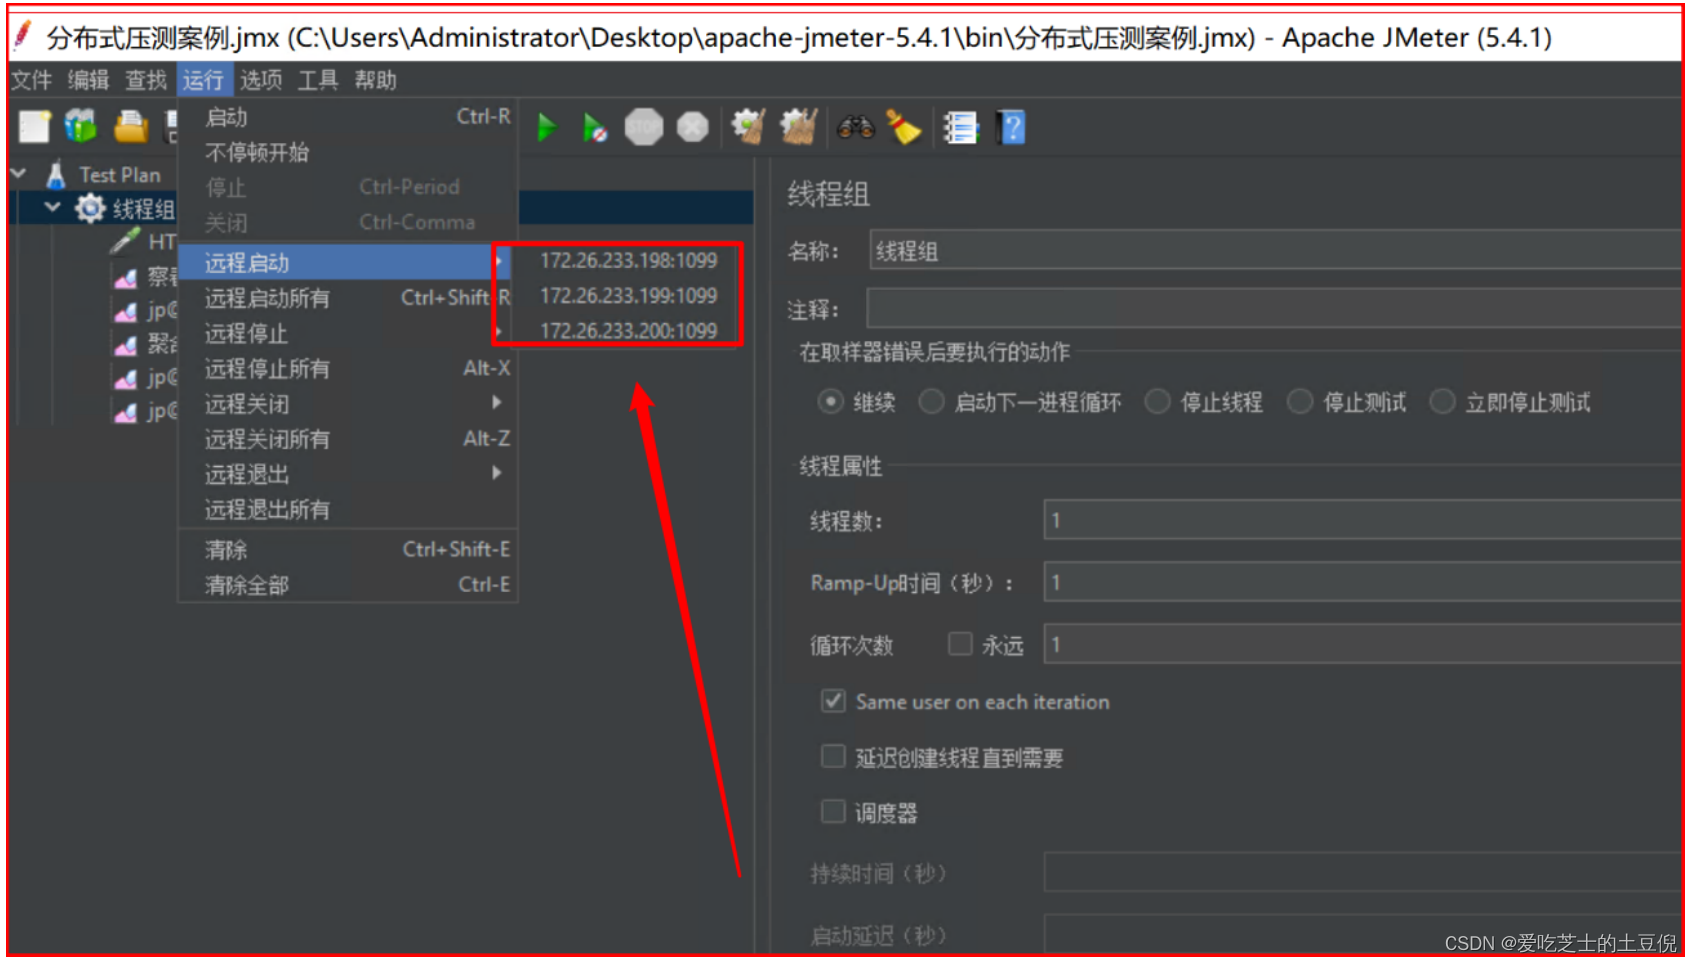 分布式压测案例.jmx (C:\Users\Administrator\Desktop\apache-jmeter-5.4.1\bin\分布式压测案例.jmx) - Apache JMeter (5.4.1)
文件 编辑 查找 运行 选项 工具 帮助
启动 Ctrl-R
不停顿开始
停止 Ctrl-Period
关闭 Ctrl-Comma
远程启动
远程启动所有 Ctrl+Shift-R
远程停止
远程停止所有 Alt-X
远程关闭
远程关闭所有 Alt-Z
远程退出
远程退出所有
清除 Ctrl+Shift-E
清除全部 Ctrl-E
172.26.233.198:1099
172.26.233.199:1099
172.26.233.200:1099
STOP
Test Plan
线程组
HT
察看
jp@
聚合
jp@
jp@
线程组
名称： 线程组
注释：
在取样器错误后要执行的动作
继续 启动下一进程循环 停止线程 停止测试 立即停止测试
线程属性
线程数： 1
Ramp-Up时间（秒）： 1
循环次数 永远 1
Same user on each iteration
延迟创建线程直到需要
调度器
持续时间（秒）
启动延迟（秒）
CSDN @爱吃芝士的土豆倪